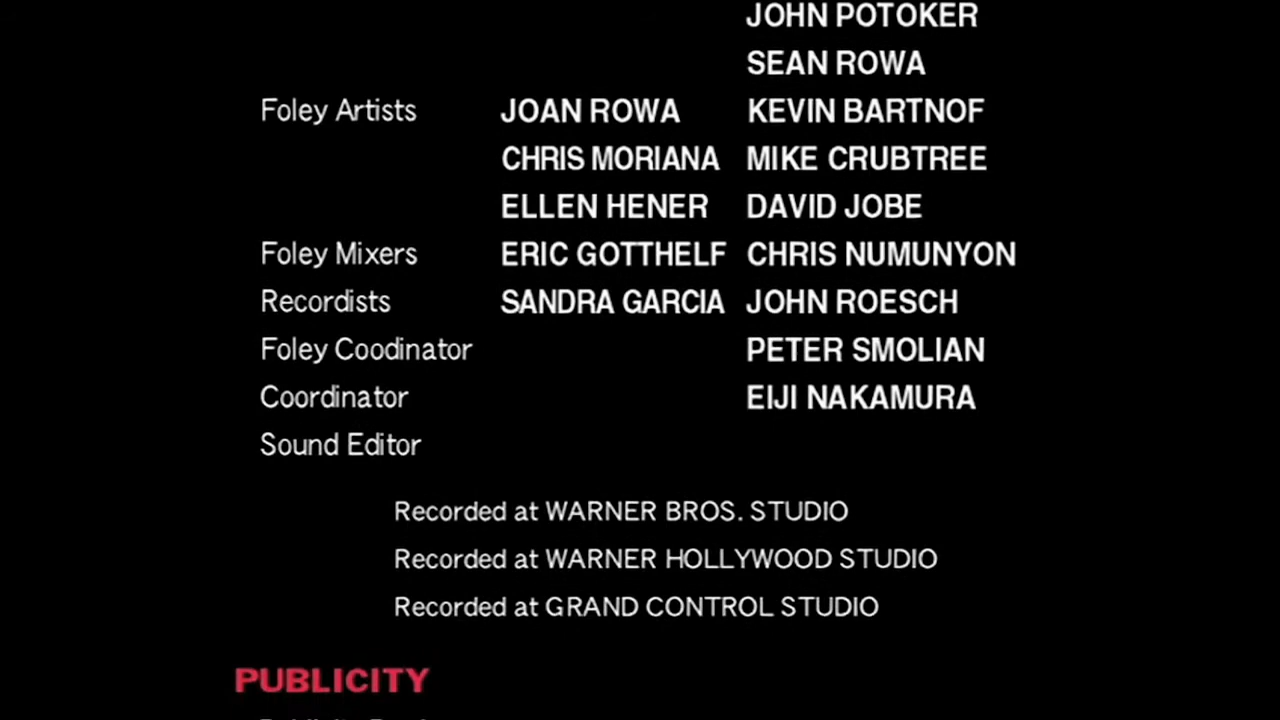 JOHN POTOKER
SEAN ROWA
Foley Artists JOAN ROWA KEVIN BARTNOF
CHRIS MORIANA MIKE CRUBTREE
ELLEN HENER DAVID JOBE
Foley Mixers ERIC GOTTHELF CHRIS NUMUNYON
Recordists SANDRA GARCIA JOHN ROESCH
Foley Coodinator PETER SMOLIAN
Coordinator EIJI NAKAMURA
Sound Editor
Recorded at WARNER BROS. STUDIO
Recorded at WARNER HOLLYWOOD STUDIO
Recorded at GRAND CONTROL STUDIO
PUBLICITY